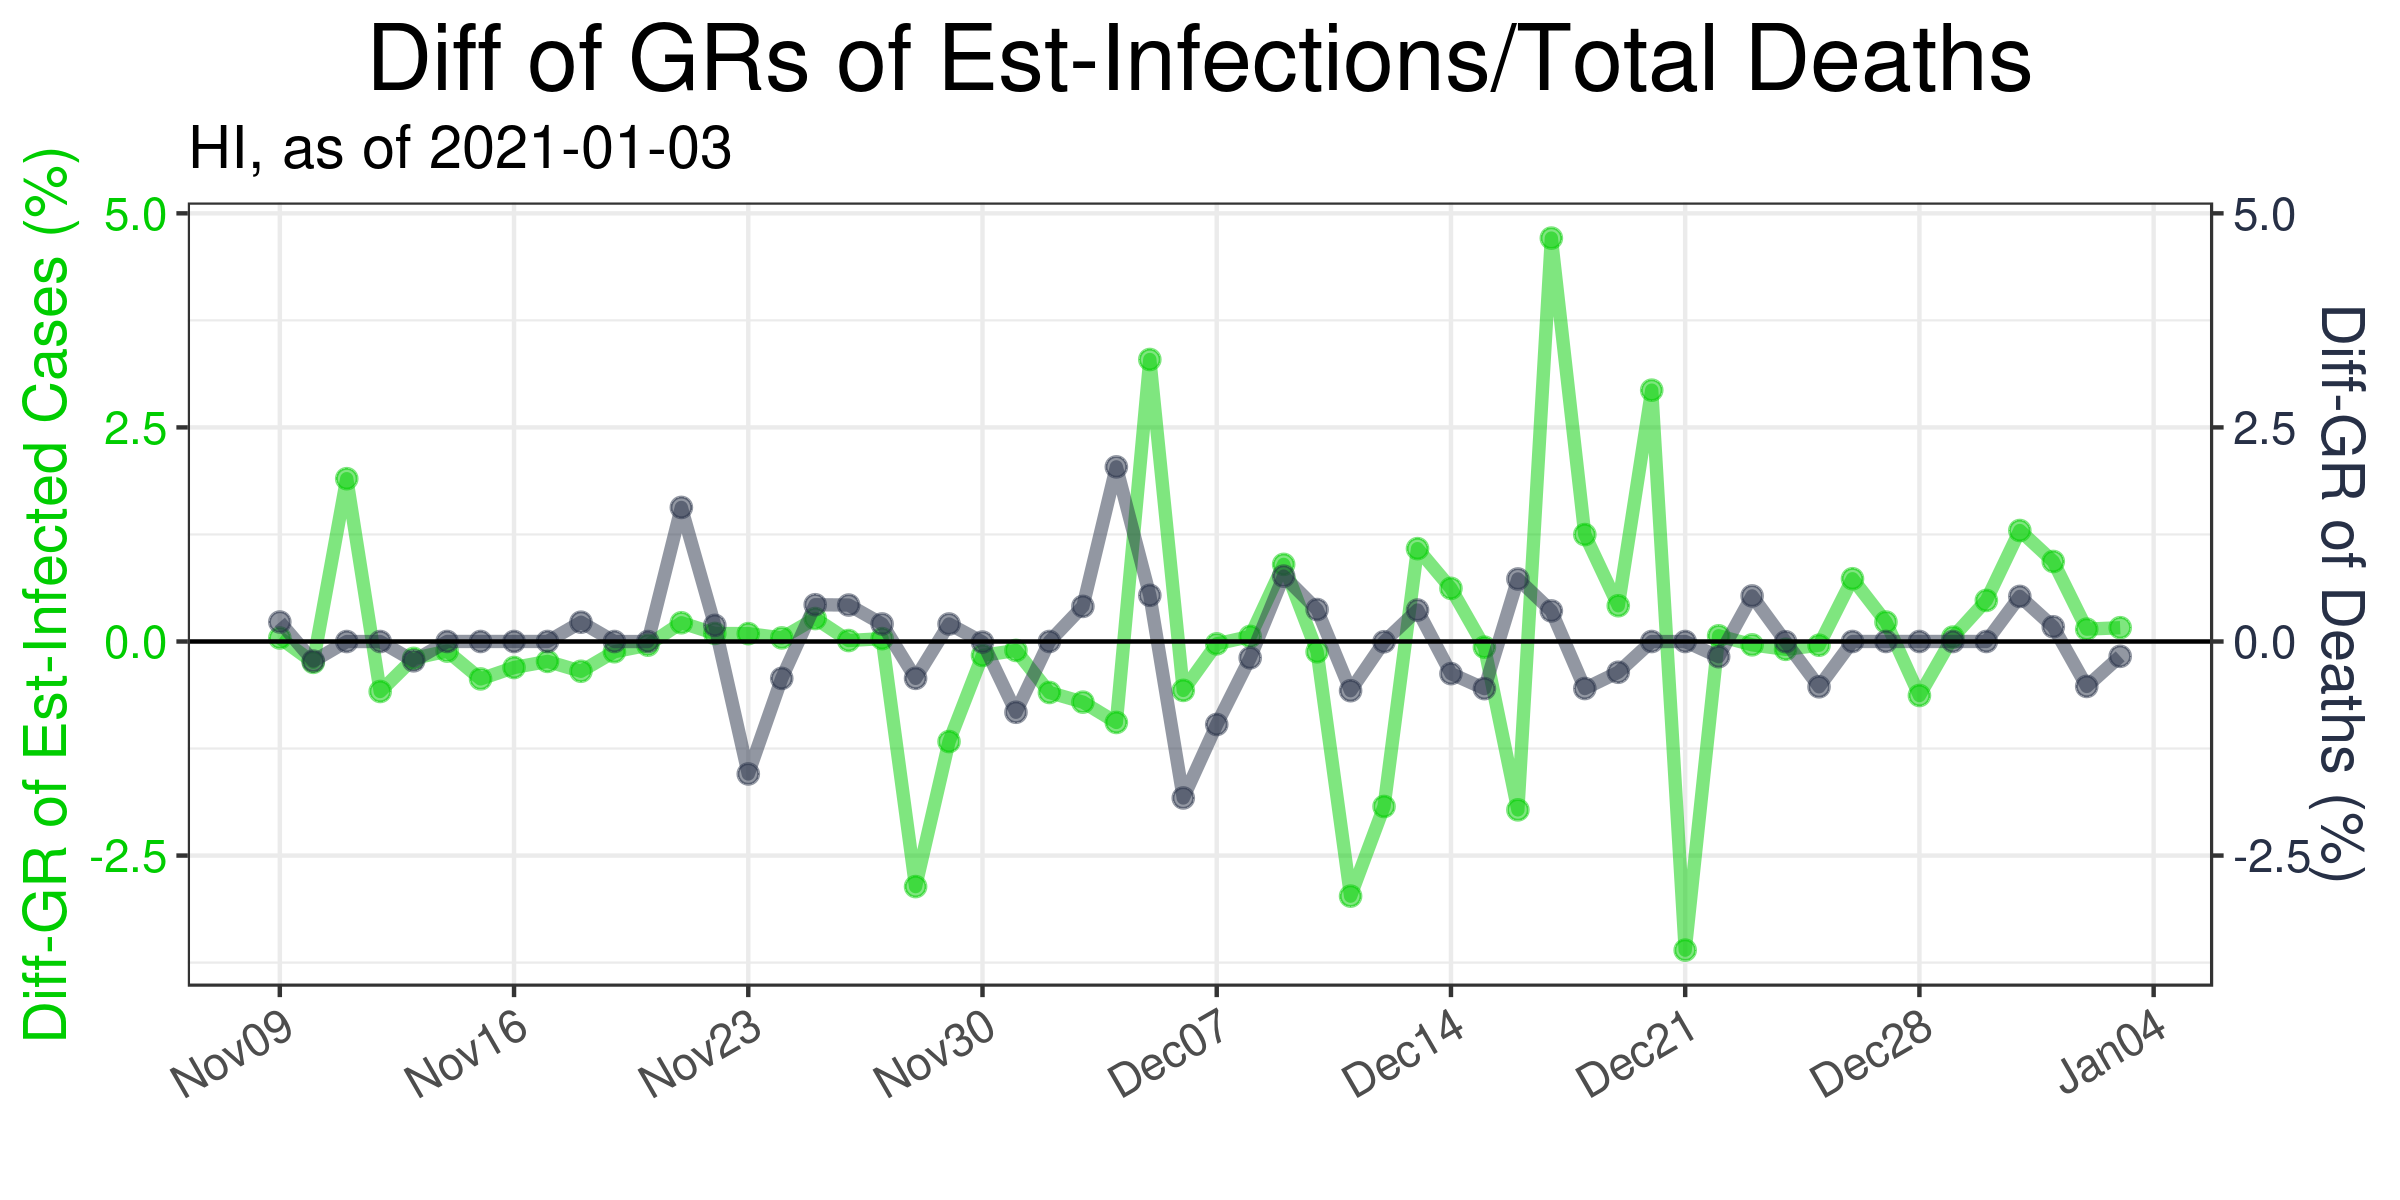 Diff of GRs of Est-Infections/Total Deaths
HI, as of 2021-01-03
Diff-GR of Est-Infected Cases (%)
5.0
2.5
0.0
-2.5
5.0
2.5
0.0
-2.5
Diff-GR of Deaths (%)
Nov09
Nov16
Nov23
Nov30
Dec07
Dec14
Dec21
Dec28
Jan04